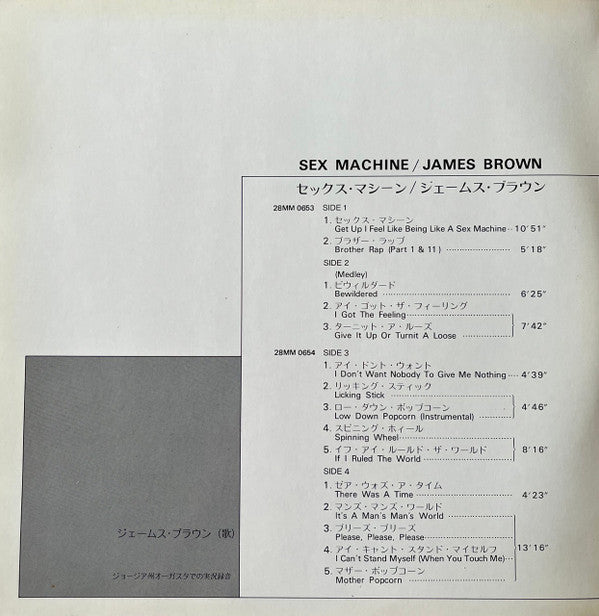 SEX MACHINE / JAMES BROWN
セックス・マシーン / ジェームス・ブラウン
28MM 0653 SIDE 1
1. セックス・マシーン
Get Up I Feel Like Being Like A Sex Machine ·· 10'51"
2. ブラザー・ラップ
Brother Rap (Part 1 & 11) ························ 5'18"
SIDE 2
(Medley)
1. ビウィルダード
Bewildered ················································ 6'25"
2. アイ・ゴット・ザ・フィーリング
I Got The Feeling ································
3. ターニット・ア・ルーズ
Give It Up Or Turnit A Loose ·············· 7'42"
28MM 0654 SIDE 3
1. アイ・ドント・ウォント
I Don't Want Nobody To Give Me Nothing ···· 4'39"
2. リッキング・スティック
Licking Stick ········································
3. ロー・ダウン・ポップコーン
Low Down Popcorn (Instrumental) ·········· 4'46"
4. スピニング・ホィール
Spinning Wheel ····································
5. イフ・アイ・ルールド・ザ・ワールド
If I Ruled The World ···························· 8'16"
SIDE 4
1. ゼア・ウォズ・ア・タイム
There Was A Time ································ 4'23"
2. マンズ・マンズ・ワールド
It's A Man's Man's World ····················
3. プリーズ・プリーズ
Please, Please, Please ··························
4. アイ・キャント・スタンド・マイセルフ 13'16"
I Can't Stand Myself (When You Touch Me) ···
5. マザー・ポップコーン
Mother Popcorn ··································
ジェームス・ブラウン (歌)
ジョージア州オーガスタでの実況録音